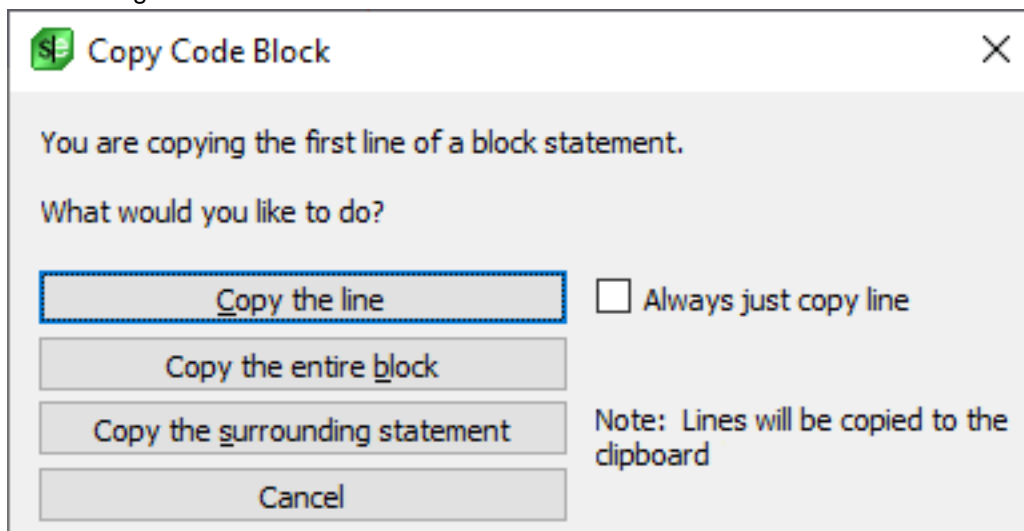 Copy Code Block
You are copying the first line of a block statement.
What would you like to do?
Copy the line
Always just copy line
Copy the entire block
Copy the surrounding statement
Note: Lines will be copied to the
clipboard
Cancel